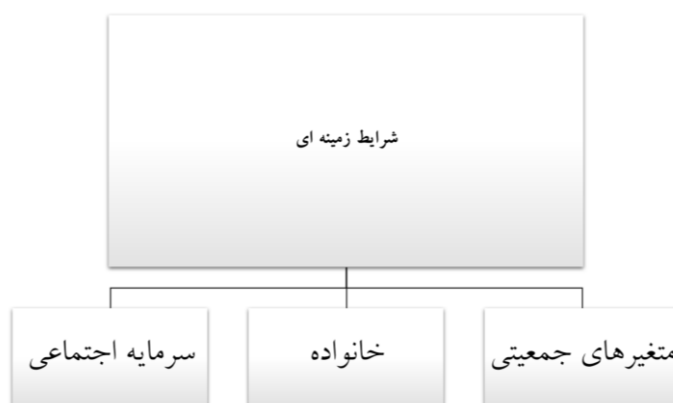 شرایط زمینه ای
متغیرهای جمعیتی
خانواده
سرمایه اجتماعی